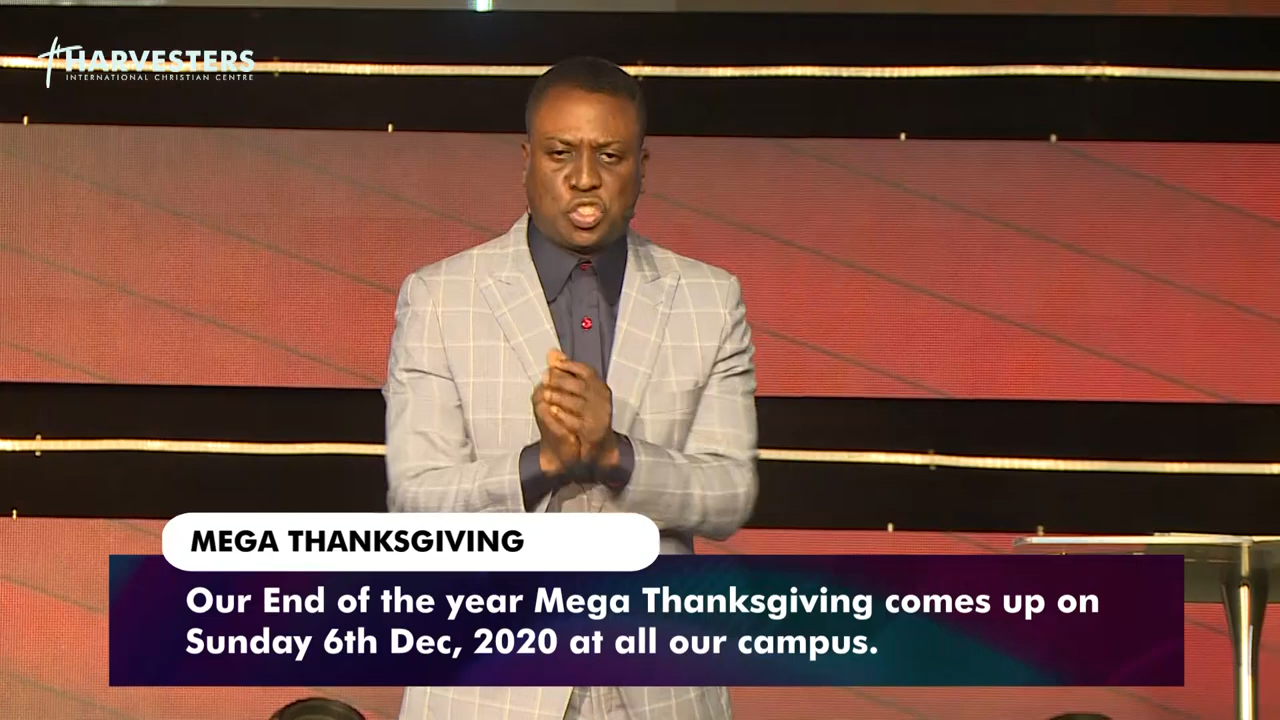 HARVESTERS
INTERNATIONAL CHRISTIAN CENTRE
MEGA THANKSGIVING
Our End of the year Mega Thanksgiving comes up on
Sunday 6th Dec, 2020 at all our campus.